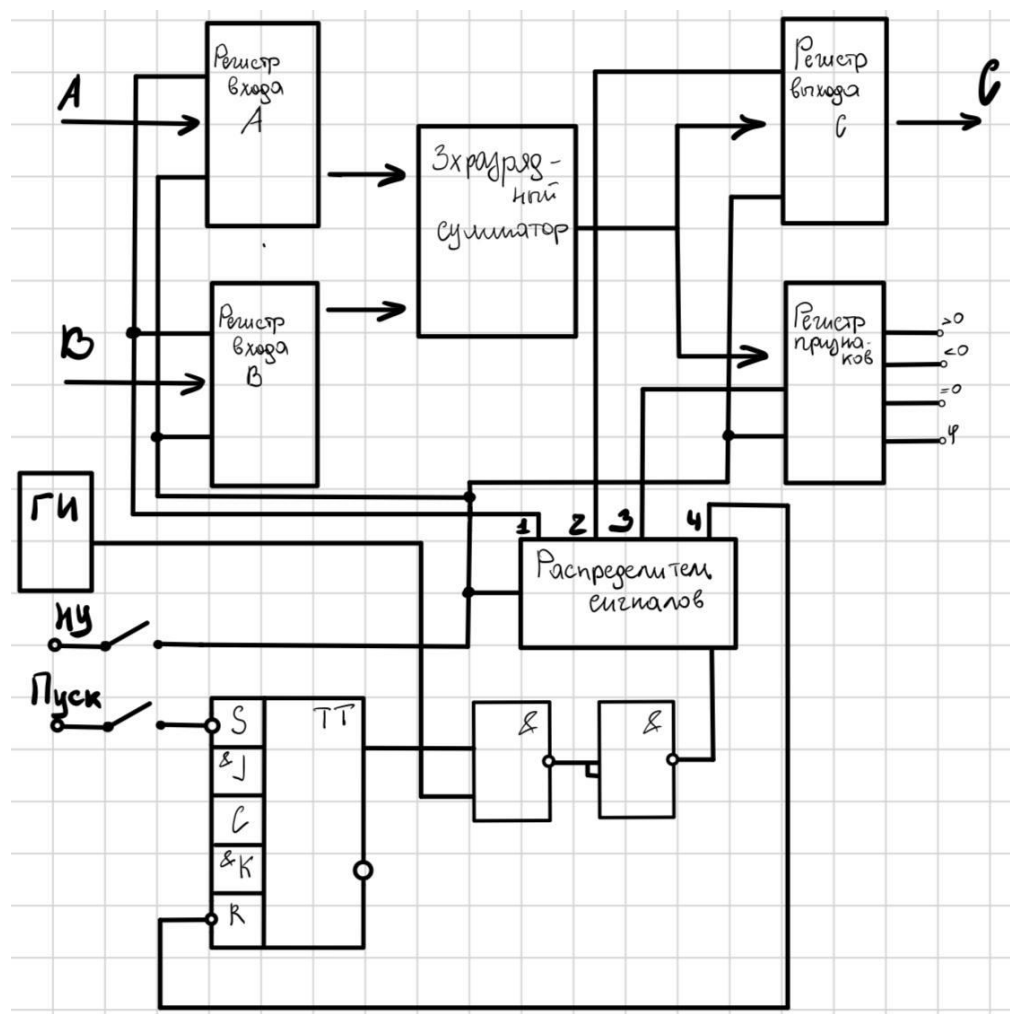 A
Регистр
входа
A
B
Регистр
входа
B
3х разряд-
ный
сумматор
Регистр
выхода
C
C
Регистр
призна-
ков
>0
<0
=0
φ
ГИ
1 2 3 4
Распределитель
сигналов
НУ
Пуск
S
&J
C
&K
R
TT
&
&